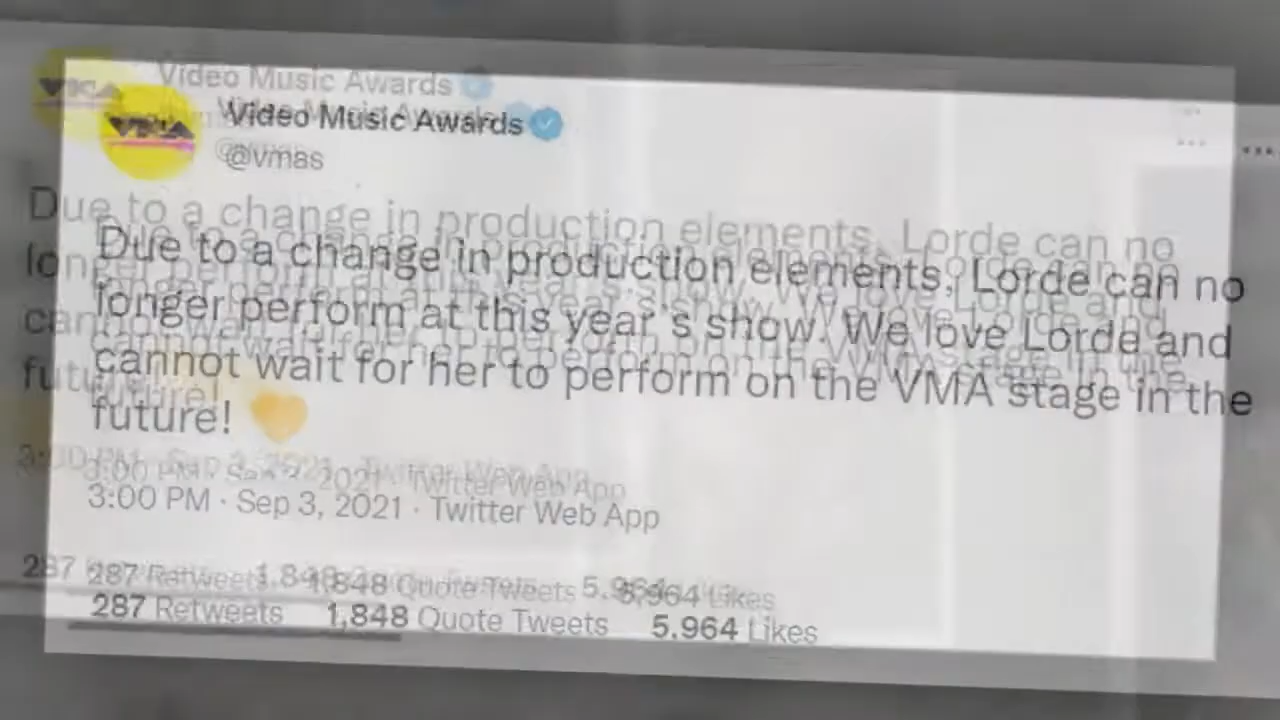 VMA
Video Music Awards
@vmas
Due to a change in production elements, Lorde can no
longer perform at this year's show. We love Lorde and
cannot wait for her to perform on the VMA stage in the
future! 💛
3:00 PM · Sep 3, 2021 · Twitter Web App
287 Retweets 1,848 Quote Tweets 5,964 Likes